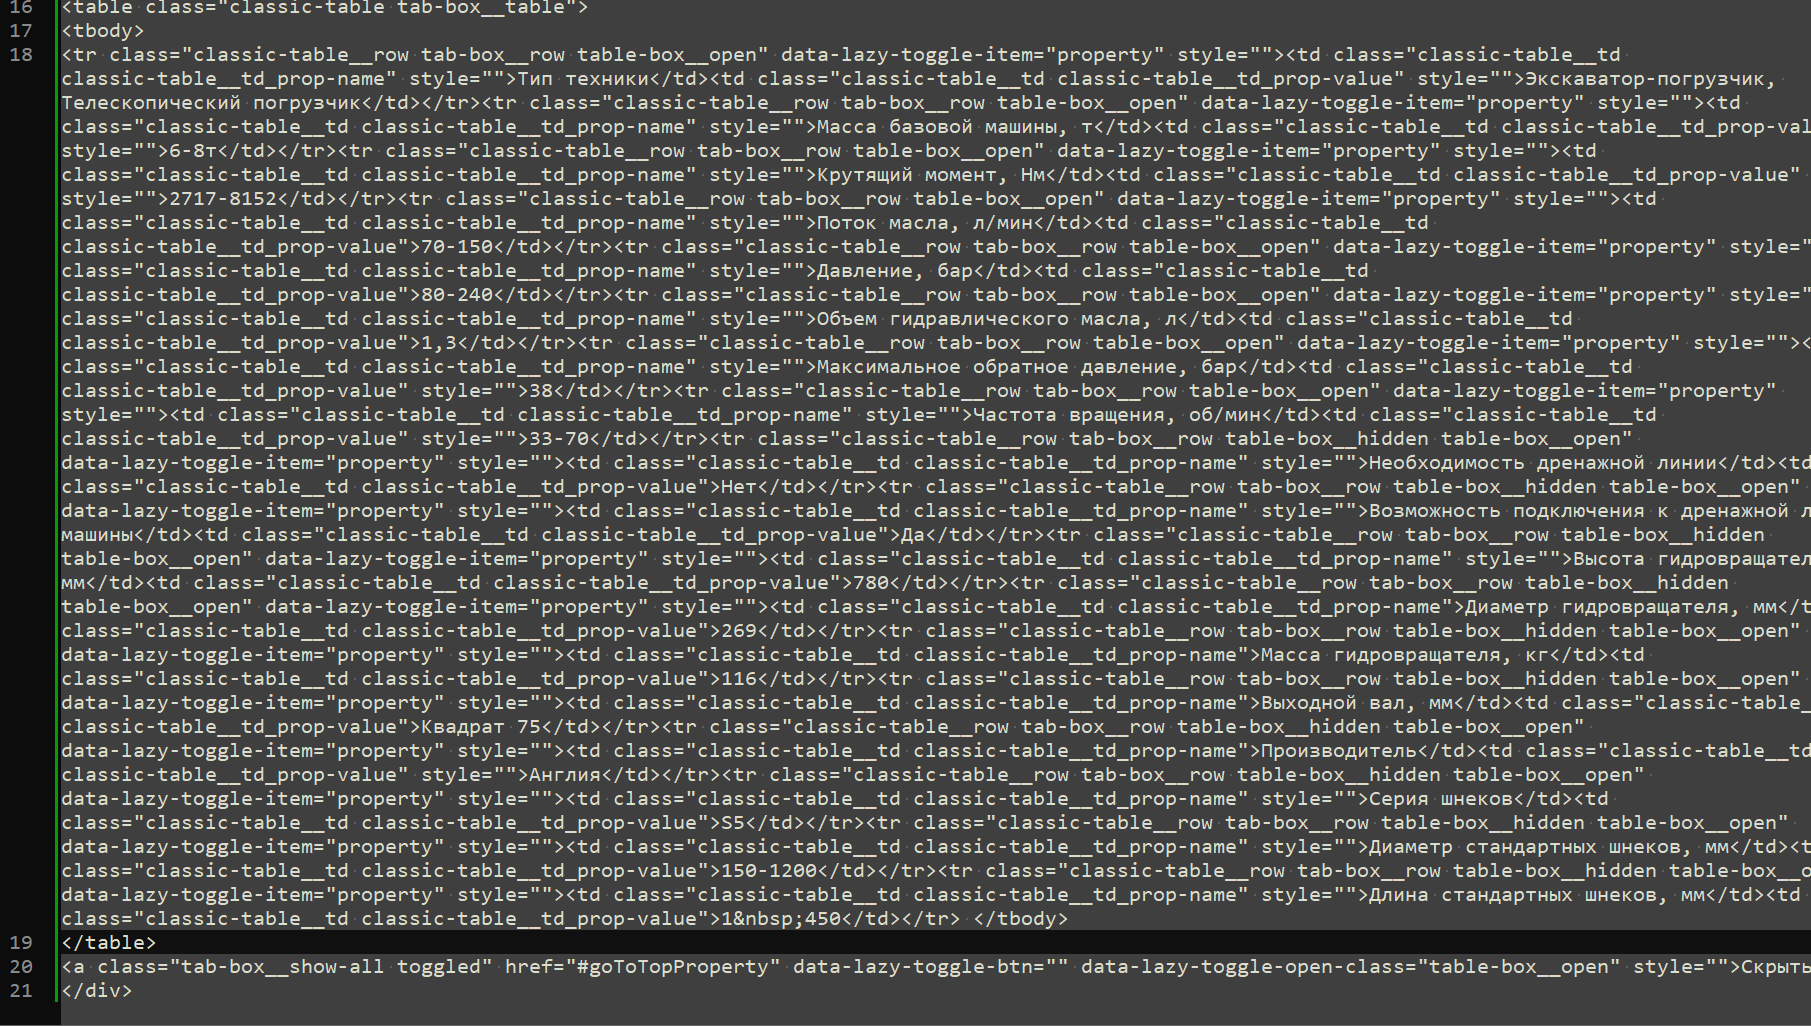 16 <table class="classic-table tab-box__table">
17 <tbody>
18 <tr class="classic-table__row tab-box__row table-box__open" data-lazy-toggle-item="property" style=""><td class="classic-table__td
classic-table__td_prop-name" style="">Тип техники</td><td class="classic-table__td classic-table__td_prop-value" style="">Экскаватор-погрузчик,
Телескопический погрузчик</td></tr><tr class="classic-table__row tab-box__row table-box__open" data-lazy-toggle-item="property" style=""><td
class="classic-table__td classic-table__td_prop-name" style="">Масса базовой машины, т</td><td class="classic-table__td classic-table__td_prop-val
style="">6-8т</td></tr><tr class="classic-table__row tab-box__row table-box__open" data-lazy-toggle-item="property" style=""><td
class="classic-table__td classic-table__td_prop-name" style="">Крутящий момент, Нм</td><td class="classic-table__td classic-table__td_prop-value"
style="">2717-8152</td></tr><tr class="classic-table__row tab-box__row table-box__open" data-lazy-toggle-item="property" style=""><td
class="classic-table__td classic-table__td_prop-name" style="">Поток масла, л/мин</td><td class="classic-table__td
classic-table__td_prop-value">70-150</td></tr><tr class="classic-table__row tab-box__row table-box__open" data-lazy-toggle-item="property" style="
class="classic-table__td classic-table__td_prop-name" style="">Давление, бар</td><td class="classic-table__td
classic-table__td_prop-value">80-240</td></tr><tr class="classic-table__row tab-box__row table-box__open" data-lazy-toggle-item="property" style="
class="classic-table__td classic-table__td_prop-name" style="">Объем гидравлического масла, л</td><td class="classic-table__td
classic-table__td_prop-value">1,3</td></tr><tr class="classic-table__row tab-box__row table-box__open" data-lazy-toggle-item="property" style=""><
class="classic-table__td classic-table__td_prop-name" style="">Максимальное обратное давление, бар</td><td class="classic-table__td
classic-table__td_prop-value" style="">38</td></tr><tr class="classic-table__row tab-box__row table-box__open" data-lazy-toggle-item="property"
style=""><td class="classic-table__td classic-table__td_prop-name" style="">Частота вращения, об/мин</td><td class="classic-table__td
classic-table__td_prop-value" style="">33-70</td></tr><tr class="classic-table__row tab-box__row table-box__hidden table-box__open"
data-lazy-toggle-item="property" style=""><td class="classic-table__td classic-table__td_prop-name" style="">Необходимость дренажной линии</td><td
class="classic-table__td classic-table__td_prop-value">Нет</td></tr><tr class="classic-table__row tab-box__row table-box__hidden table-box__open"
data-lazy-toggle-item="property" style=""><td class="classic-table__td classic-table__td_prop-name" style="">Возможность подключения к дренажной л
машины</td><td class="classic-table__td classic-table__td_prop-value">Да</td></tr><tr class="classic-table__row tab-box__row table-box__hidden
table-box__open" data-lazy-toggle-item="property" style=""><td class="classic-table__td classic-table__td_prop-name" style="">Высота гидровращател
мм</td><td class="classic-table__td classic-table__td_prop-value">780</td></tr><tr class="classic-table__row tab-box__row table-box__hidden
table-box__open" data-lazy-toggle-item="property" style=""><td class="classic-table__td classic-table__td_prop-name">Диаметр гидровращателя, мм</t
class="classic-table__td classic-table__td_prop-value">269</td></tr><tr class="classic-table__row tab-box__row table-box__hidden table-box__open"
data-lazy-toggle-item="property" style=""><td class="classic-table__td classic-table__td_prop-name">Масса гидровращателя, кг</td><td
class="classic-table__td classic-table__td_prop-value">116</td></tr><tr class="classic-table__row tab-box__row table-box__hidden table-box__open"
data-lazy-toggle-item="property" style=""><td class="classic-table__td classic-table__td_prop-name">Выходной вал, мм</td><td class="classic-table_
classic-table__td_prop-value">Квадрат 75</td></tr><tr class="classic-table__row tab-box__row table-box__hidden table-box__open"
data-lazy-toggle-item="property" style=""><td class="classic-table__td classic-table__td_prop-name">Производитель</td><td class="classic-table__td
classic-table__td_prop-value" style="">Англия</td></tr><tr class="classic-table__row tab-box__row table-box__hidden table-box__open"
data-lazy-toggle-item="property" style=""><td class="classic-table__td classic-table__td_prop-name" style="">Серия шнеков</td><td
class="classic-table__td classic-table__td_prop-value">S5</td></tr><tr class="classic-table__row tab-box__row table-box__hidden table-box__open"
data-lazy-toggle-item="property" style=""><td class="classic-table__td classic-table__td_prop-name" style="">Диаметр стандартных шнеков, мм</td><t
class="classic-table__td classic-table__td_prop-value">150-1200</td></tr><tr class="classic-table__row tab-box__row table-box__hidden table-box__o
data-lazy-toggle-item="property" style=""><td class="classic-table__td classic-table__td_prop-name" style="">Длина стандартных шнеков, мм</td><td
class="classic-table__td classic-table__td_prop-value">1&nbsp;450</td></tr> </tbody>
19 </table>
20 <a class="tab-box__show-all toggled" href="#goToTopProperty" data-lazy-toggle-btn="" data-lazy-toggle-open-class="table-box__open" style="">Скрыть
21 </div>